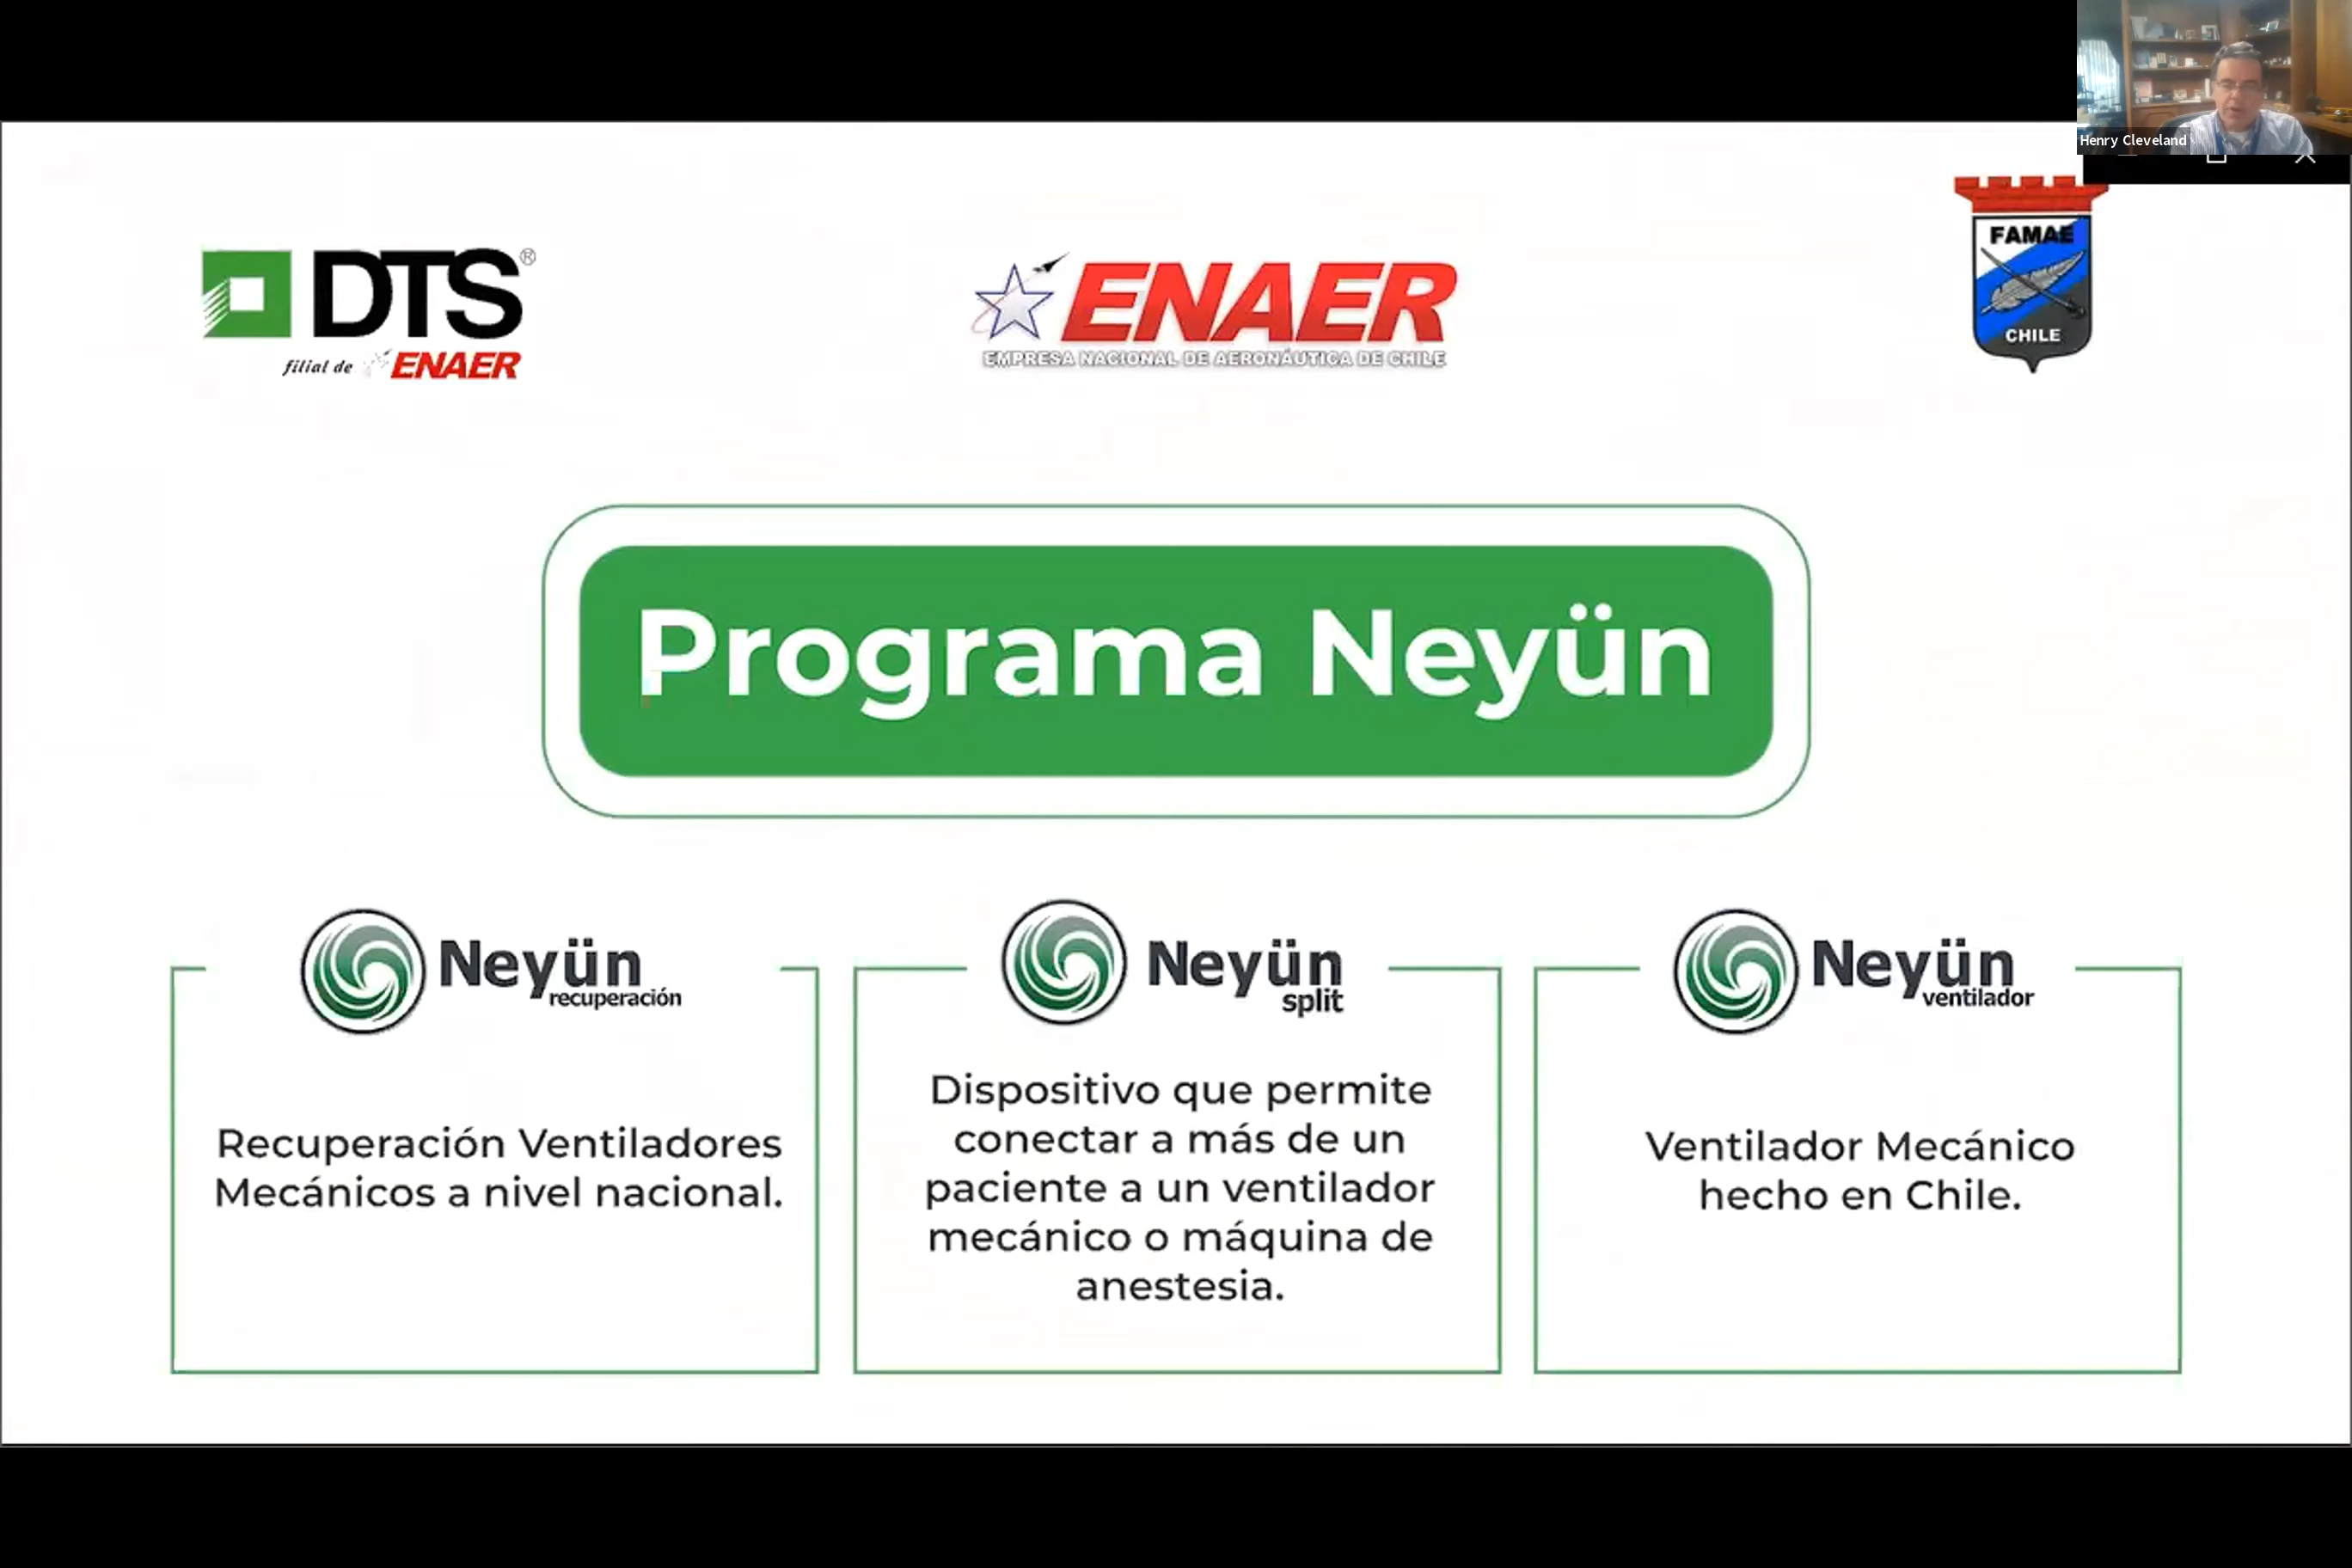 Henry Cleveland
DTS®
filial de ENAER
ENAER
EMPRESA NACIONAL DE AERONÁUTICA DE CHILE
FAMAE
CHILE
Programa Neyün
Neyün
recuperación
Recuperación Ventiladores
Mecánicos a nivel nacional.
Neyün
split
Dispositivo que permite
conectar a más de un
paciente a un ventilador
mecánico o máquina de
anestesia.
Neyün
ventilador
Ventilador Mecánico
hecho en Chile.